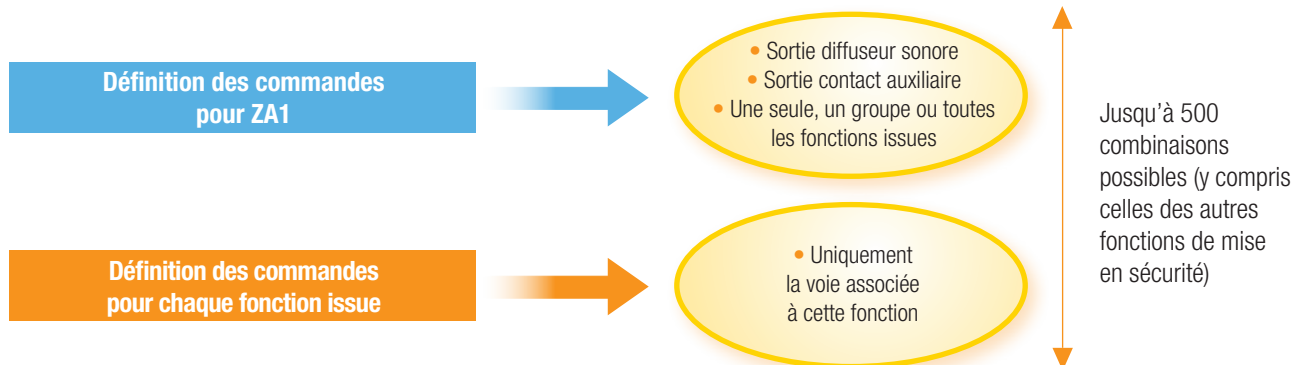 Définition des commandes
pour ZA1
• Sortie diffuseur sonore
• Sortie contact auxiliaire
• Une seule, un groupe ou toutes
les fonctions issues
Définition des commandes
pour chaque fonction issue
• Uniquement
la voie associée
à cette fonction
Jusqu’à 500
combinaisons
possibles (y compris
celles des autres
fonctions de mise
en sécurité)